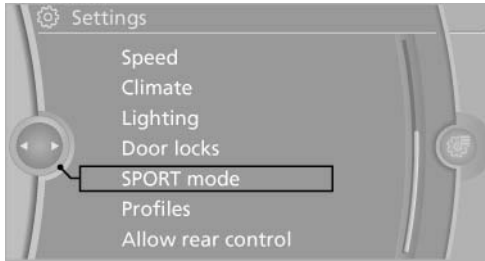 Settings
Speed
Climate
Lighting
Door locks
SPORT mode
Profiles
Allow rear control